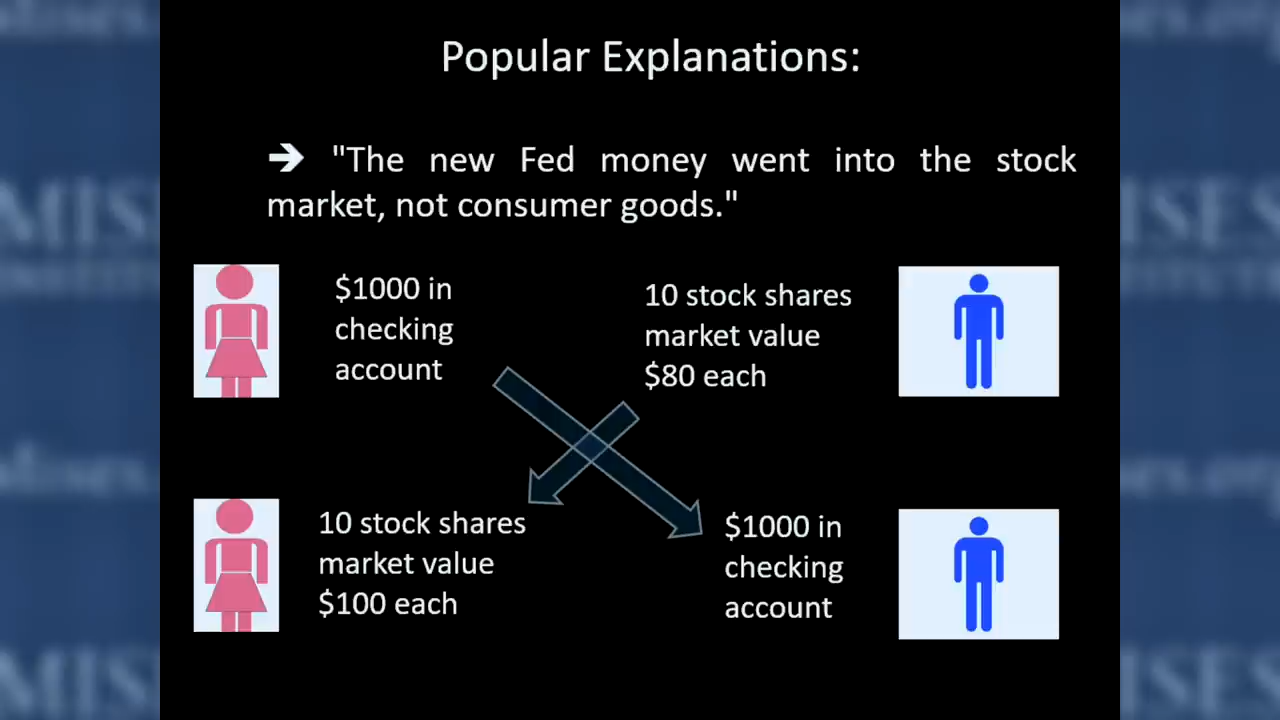 Popular Explanations:
➔ "The new Fed money went into the stock
market, not consumer goods."
$1000 in
checking
account
10 stock shares
market value
$80 each
10 stock shares
market value
$100 each
$1000 in
checking
account